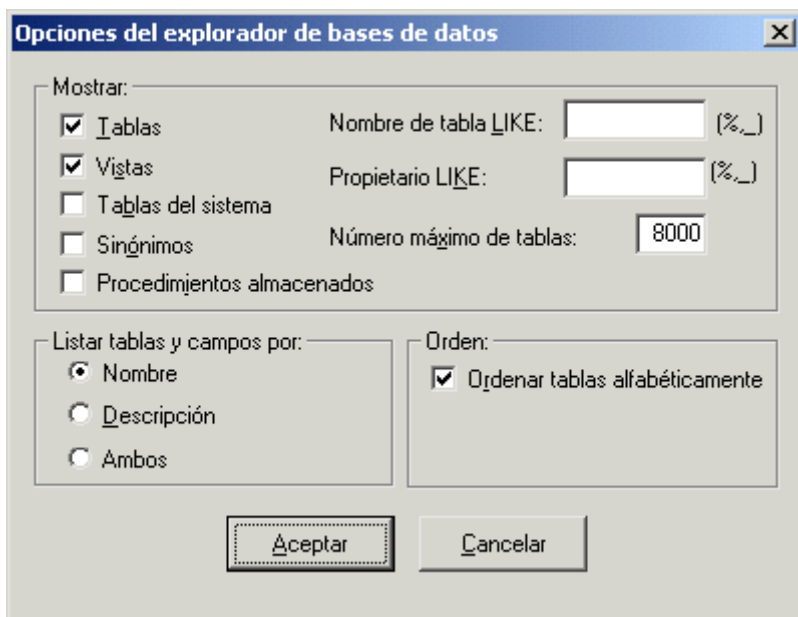 Opciones del explorador de bases de datos
Mostrar:
Tablas
Nombre de tabla LIKE:
(%,_)
Vistas
Propietario LIKE:
(%,_)
Tablas del sistema
Sinónimos
Número máximo de tablas:
8000
Procedimientos almacenados
Listar tablas y campos por:
Nombre
Descripción
Ambos
Orden:
Ordenar tablas alfabéticamente
Aceptar
Cancelar